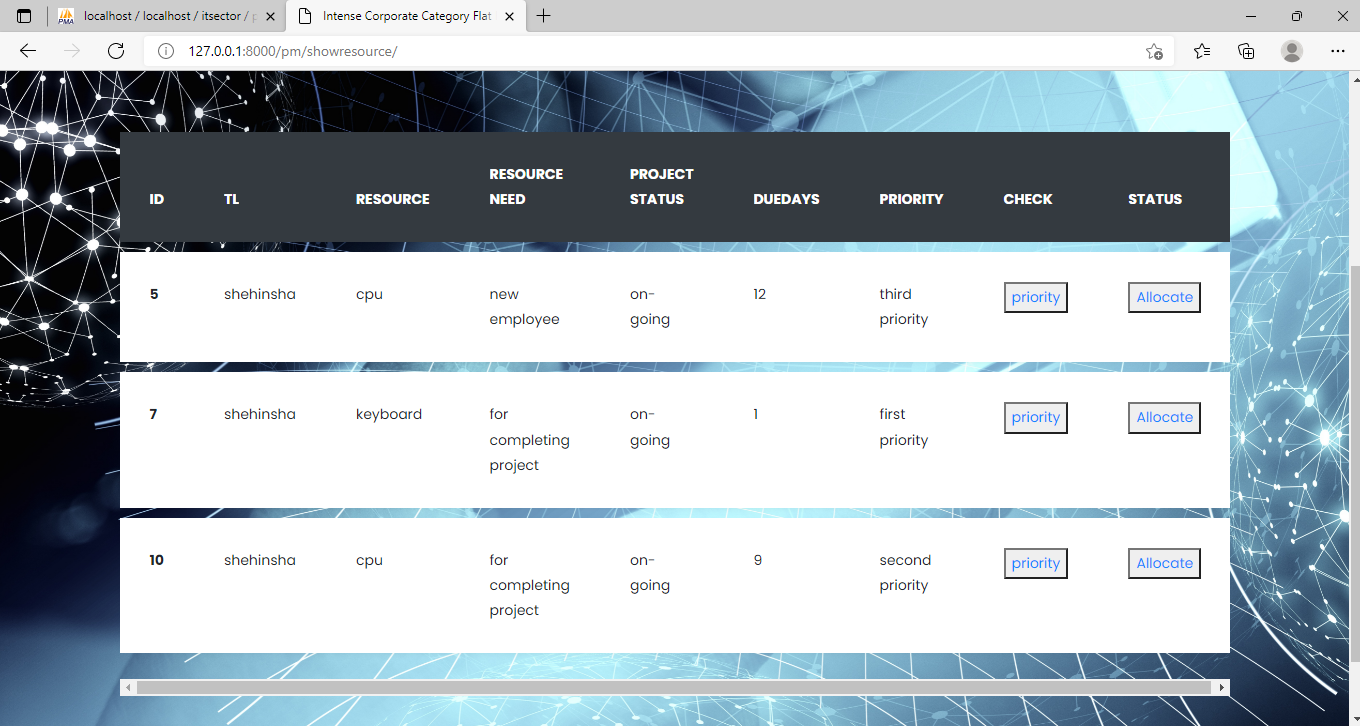 localhost / localhost / itsector / p
Intense Corporate Category Flat
127.0.0.1:8000/pm/showresource/
RESOURCE PROJECT
ID TL RESOURCE NEED STATUS DUEDAYS PRIORITY CHECK STATUS
5 shehinsha cpu new on- 12 third priority Allocate
employee going priority
7 shehinsha keyboard for on- 1 first priority Allocate
completing going priority
project
10 shehinsha cpu for on- 9 second priority Allocate
completing going priority
project